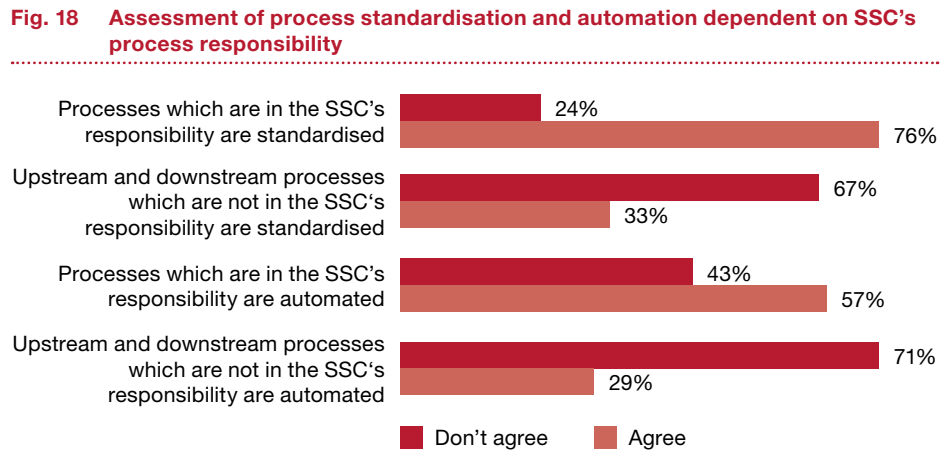 Fig. 18 Assessment of process standardisation and automation dependent on SSC's
process responsibility
Processes which are in the SSC's
responsibility are standardised
24%
76%
Upstream and downstream processes
which are not in the SSC‘s
responsibility are standardised
67%
33%
Processes which are in the SSC's
responsibility are automated
43%
57%
Upstream and downstream processes
which are not in the SSC‘s
responsibility are automated
71%
29%
Don't agree
Agree